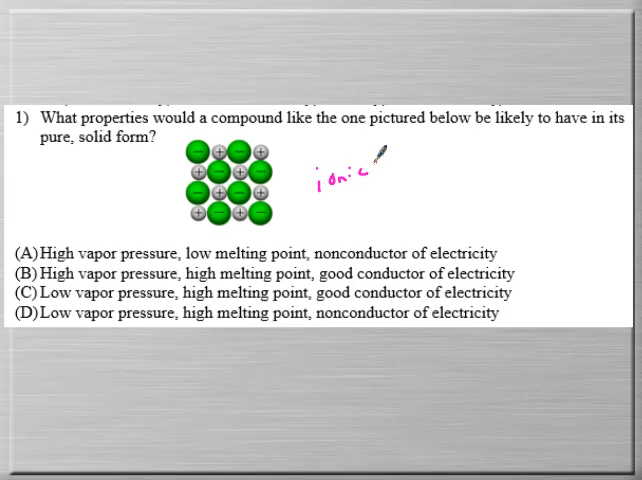 1) What properties would a compound like the one pictured below be likely to have in its
pure, solid form?
− + − +
+ − + −
− + − +
+ − + −
ionic
(A) High vapor pressure, low melting point, nonconductor of electricity
(B) High vapor pressure, high melting point, good conductor of electricity
(C) Low vapor pressure, high melting point, good conductor of electricity
(D) Low vapor pressure, high melting point, nonconductor of electricity